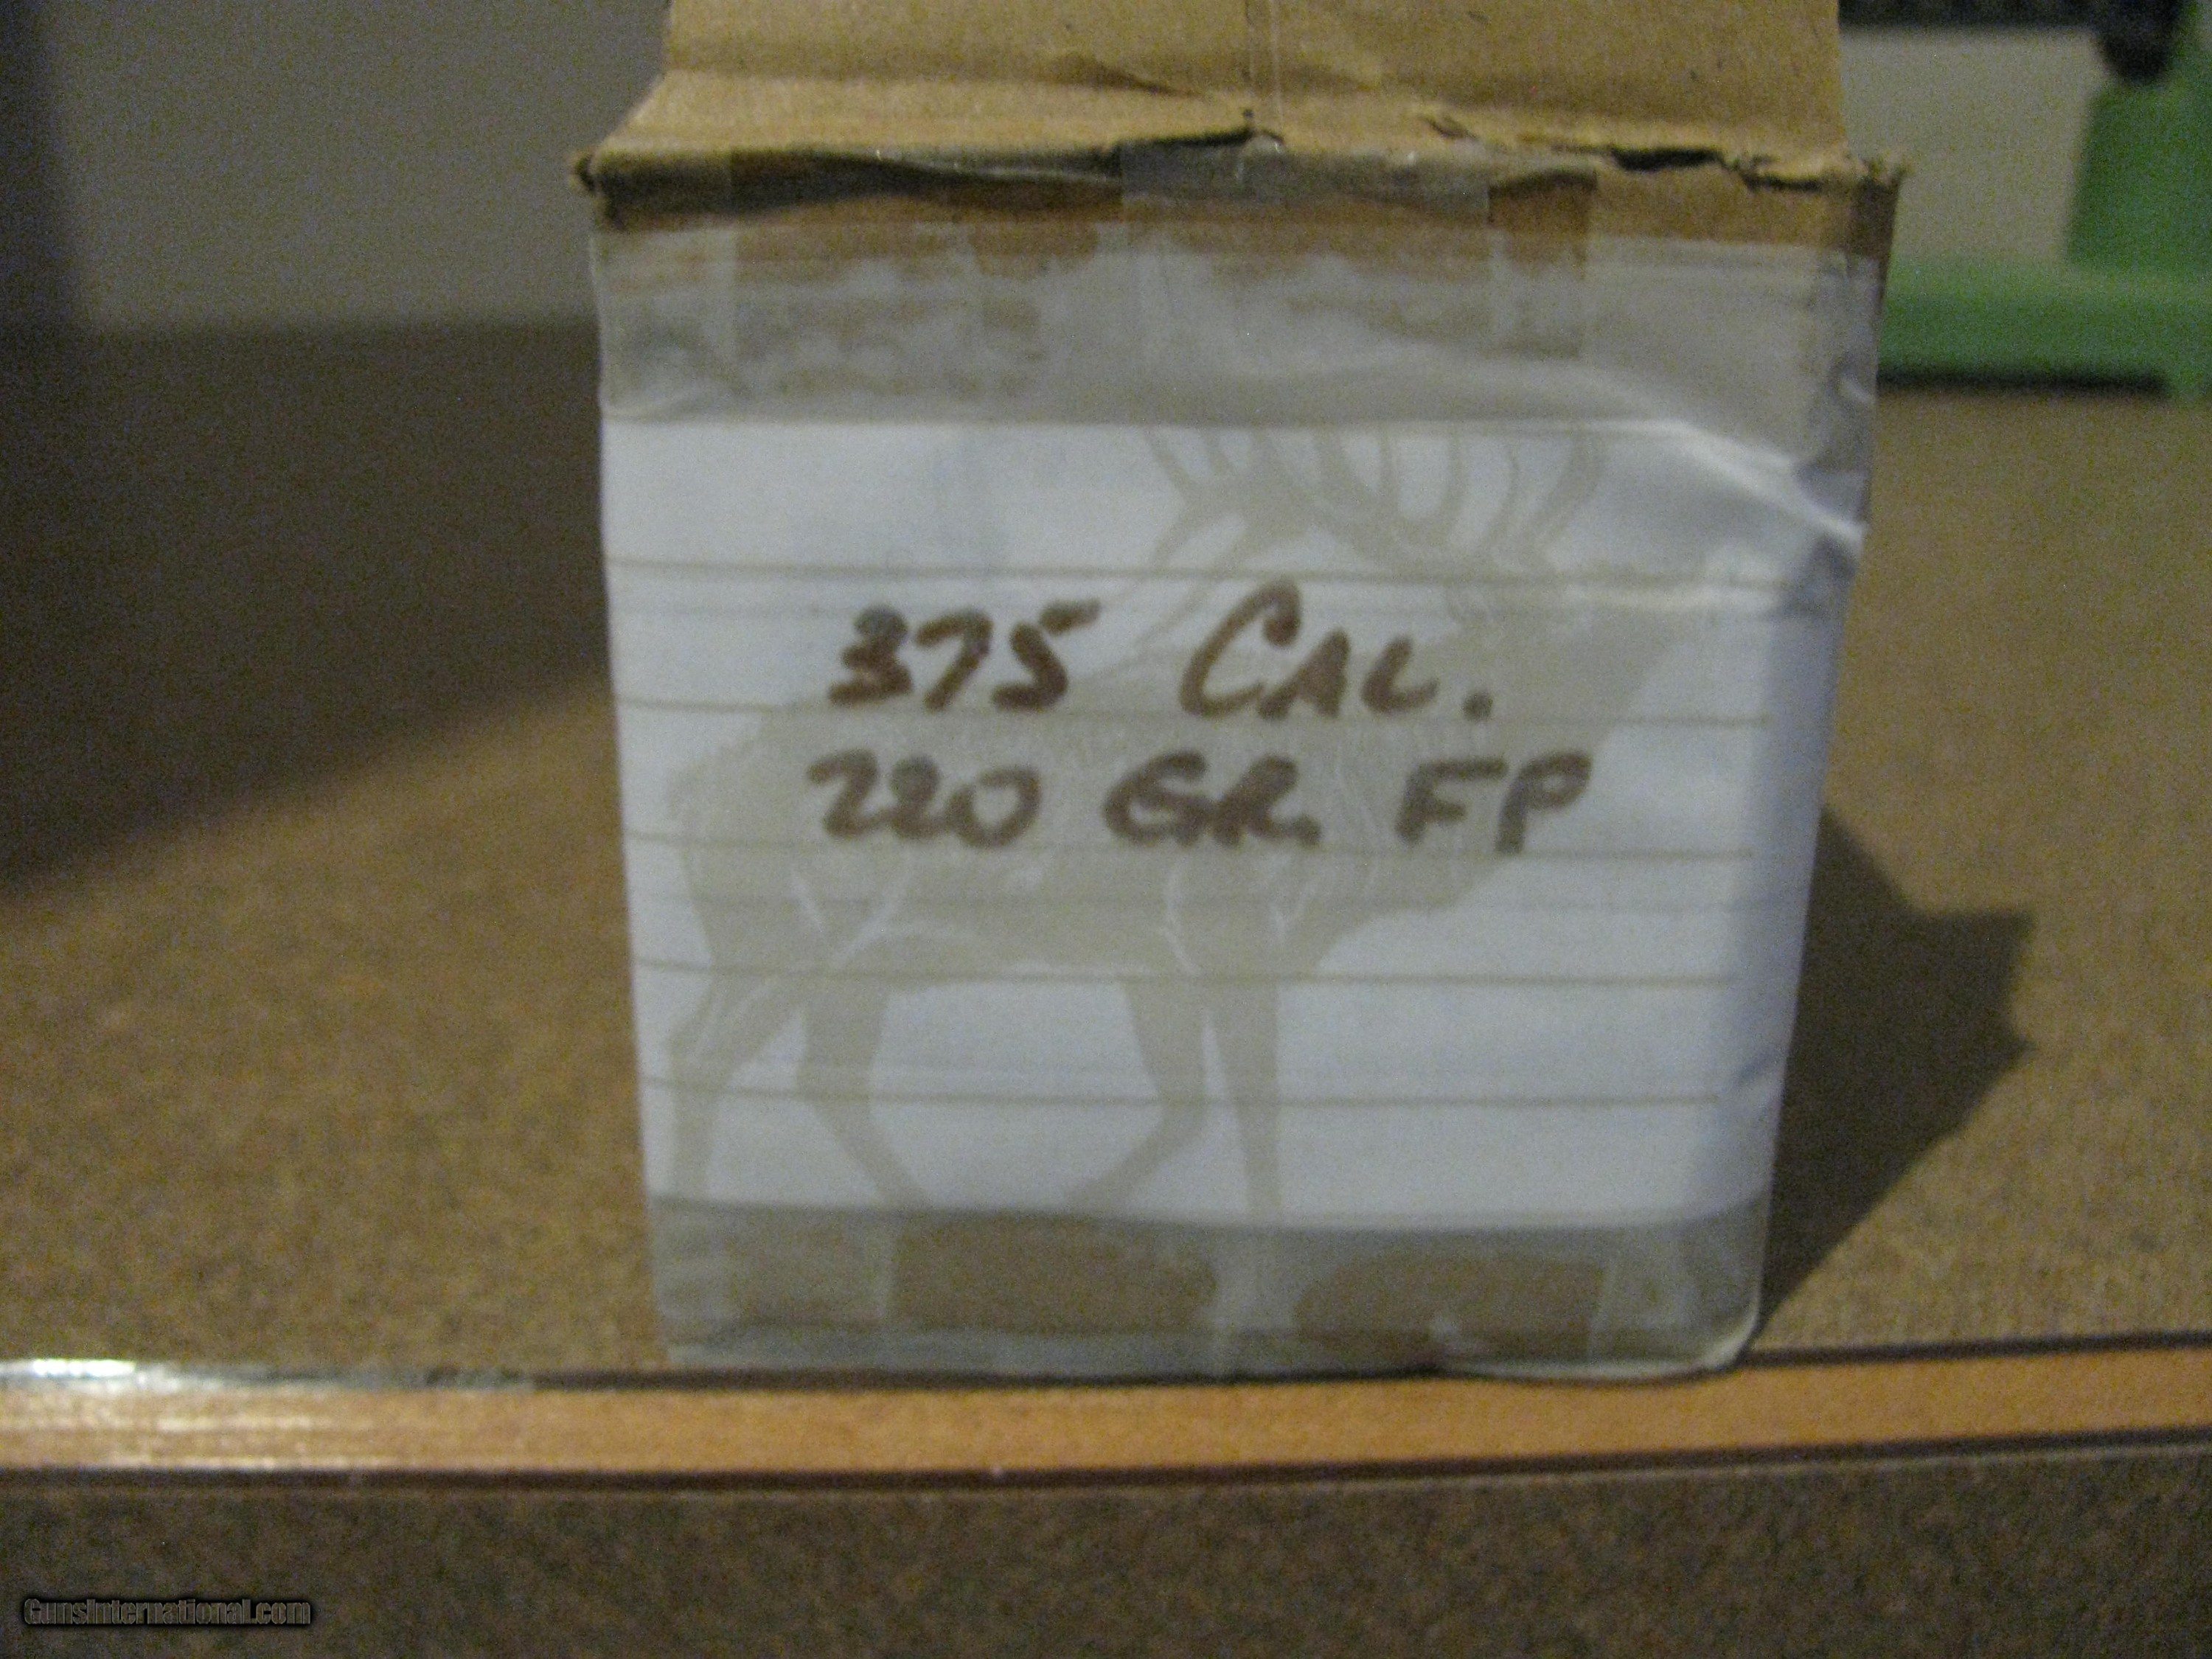 375 CAL.
220 GR. FP
GunsInternational.com